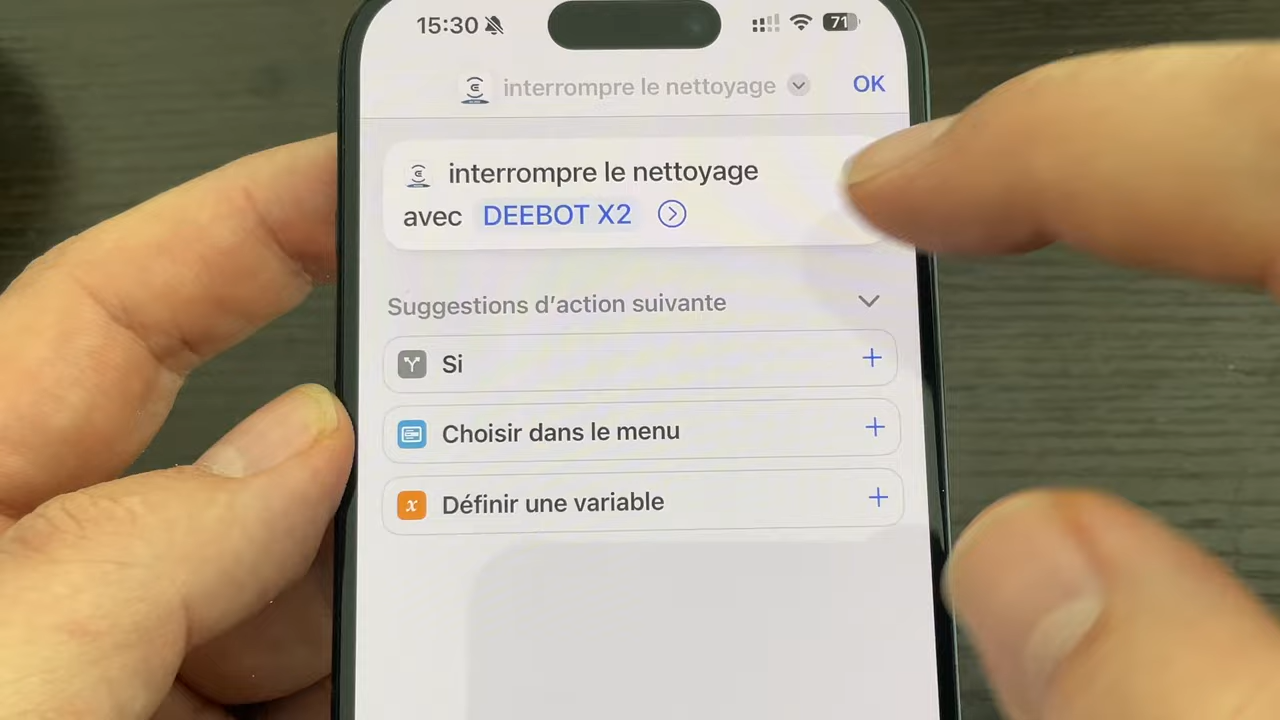 15:30
71
interrompre le nettoyage
OK
interrompre le nettoyage
avec DEEBOT X2
Suggestions d’action suivante
Si
Choisir dans le menu
x Définir une variable